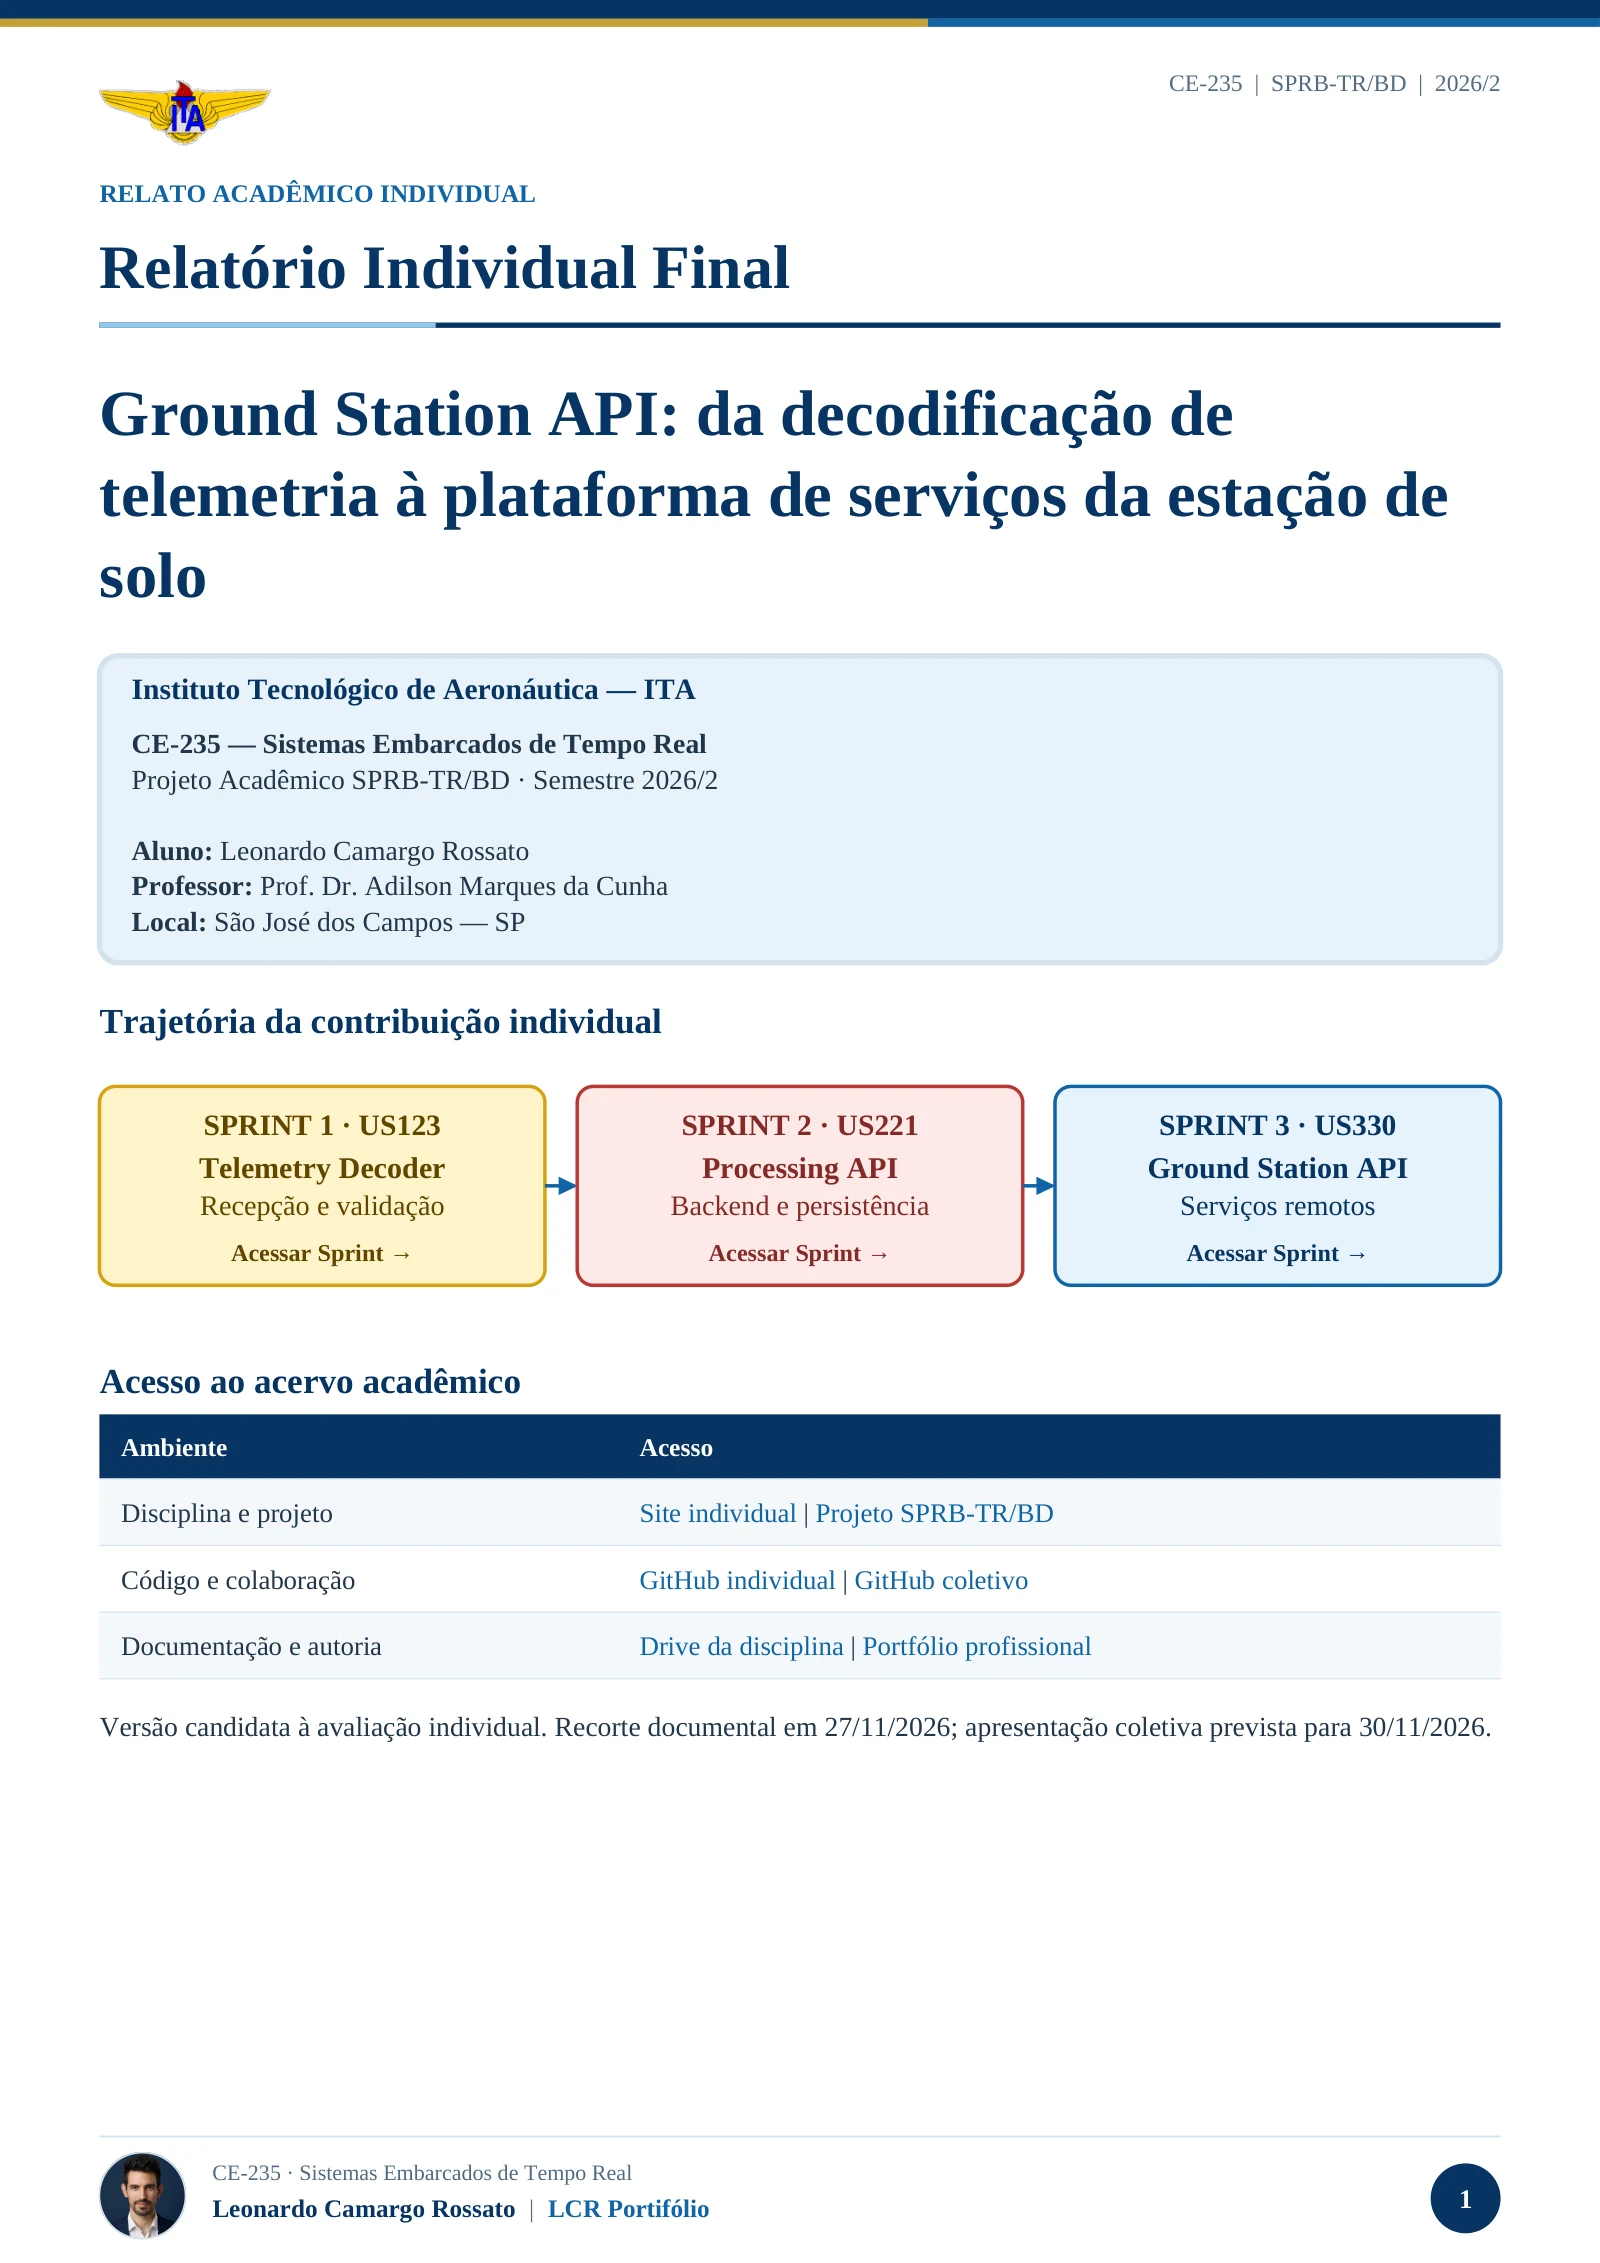 ITA
CE-235 | SPRB-TR/BD | 2026/2
RELATO ACADÊMICO INDIVIDUAL
Relatório Individual Final
Ground Station API: da decodificação de
telemetria à plataforma de serviços da estação de
solo
Instituto Tecnológico de Aeronáutica — ITA
CE-235 — Sistemas Embarcados de Tempo Real
Projeto Acadêmico SPRB-TR/BD · Semestre 2026/2
Aluno: Leonardo Camargo Rossato
Professor: Prof. Dr. Adilson Marques da Cunha
Local: São José dos Campos — SP
Trajetória da contribuição individual
SPRINT 1 · US123
Telemetry Decoder
Recepção e validação
Acessar Sprint →
SPRINT 2 · US221
Processing API
Backend e persistência
Acessar Sprint →
SPRINT 3 · US330
Ground Station API
Serviços remotos
Acessar Sprint →
Acesso ao acervo acadêmico
Ambiente Acesso
Disciplina e projeto Site individual | Projeto SPRB-TR/BD
Código e colaboração GitHub individual | GitHub coletivo
Documentação e autoria Drive da disciplina | Portfólio profissional
Versão candidata à avaliação individual. Recorte documental em 27/11/2026; apresentação coletiva prevista para 30/11/2026.
CE-235 · Sistemas Embarcados de Tempo Real
Leonardo Camargo Rossato | LCR Portifólio
1